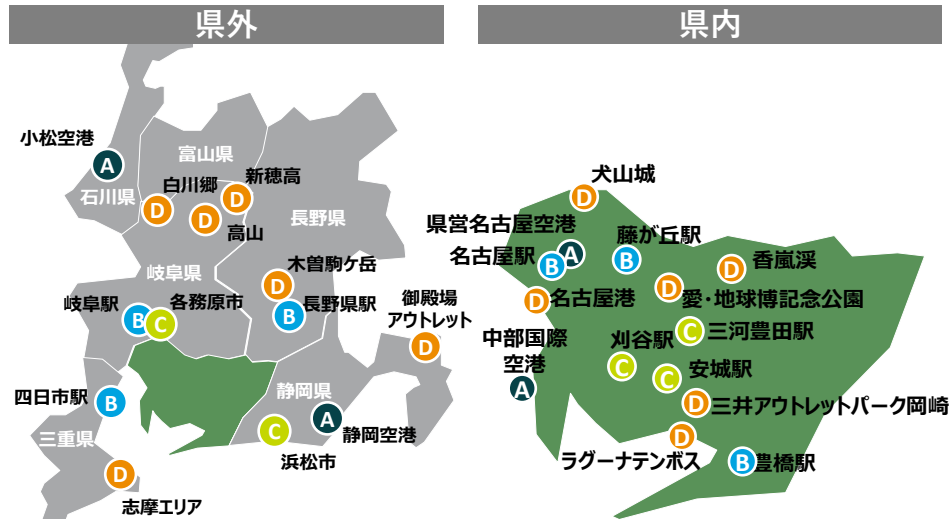 県外
小松空港
A
富山県
石川県
白川郷
D
新穂高
D
D
高山
長野県
岐阜県
木曽駒ケ岳
D
岐阜駅
B
各務原市
C
長野県駅
B
御殿場
アウトレット
D
四日市駅
B
静岡県
A
静岡空港
C
浜松市
三重県
D
志摩エリア
県内
犬山城
D
県営名古屋空港
A
名古屋駅
B
藤が丘駅
B
香嵐渓
D
D
名古屋港
D
愛・地球博記念公園
中部国際
空港
A
刈谷駅
C
C
三河豊田駅
C
安城駅
D
三井アウトレットパーク岡崎
D
ラグーナテンボス
B
豊橋駅